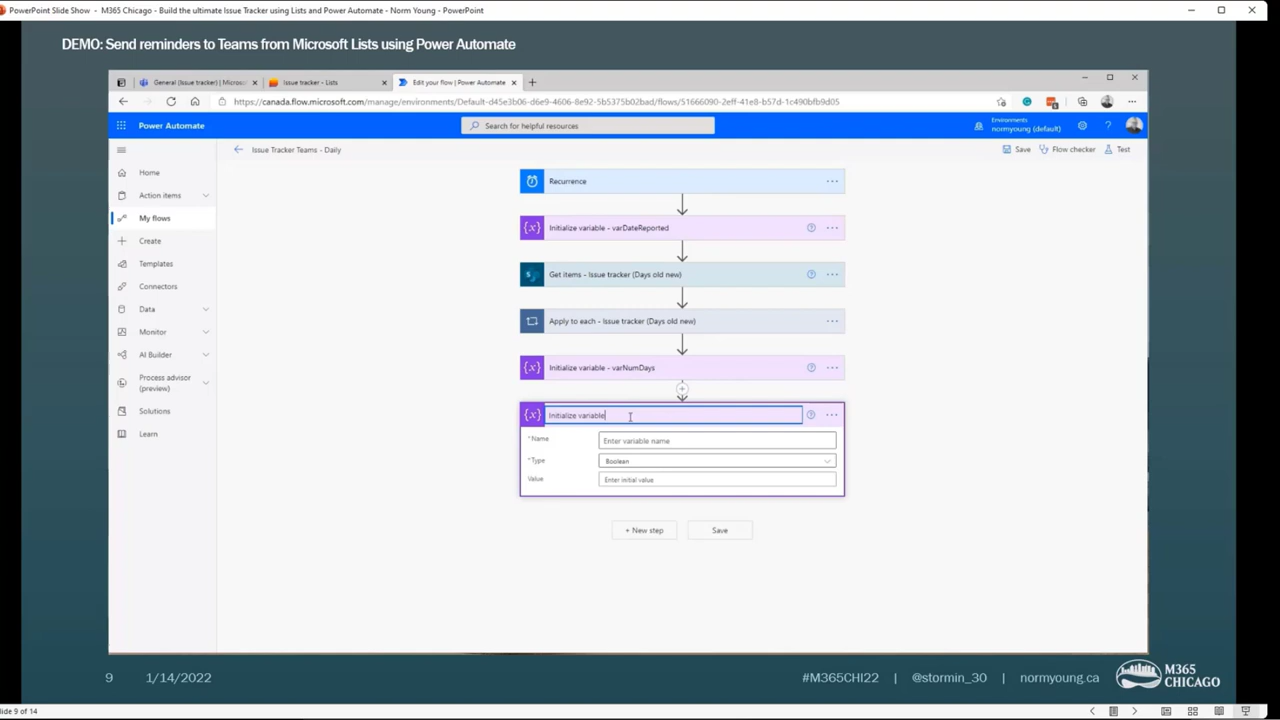 PowerPoint Slide Show - M365 Chicago - Build the ultimate Issue Tracker using Lists and Power Automate - Norm Young - PowerPoint
DEMO: Send reminders to Teams from Microsoft Lists using Power Automate
General (Issue tracker) | Microsof
Issue tracker - Lists
Edit your flow | Power Automate
https://canada.flow.microsoft.com/manage/environments/Default-d45e3b06-d6e9-4606-8e92-5b5375b02bad/flows/51666090-2eff-41e8-b57d-1c490bfb9d05
Power Automate
Search for helpful resources
Environments
normyoung (default)
Issue Tracker Teams - Daily
Save
Flow checker
Test
Home
Action items
My flows
Create
Templates
Connectors
Data
Monitor
AI Builder
Process advisor
(preview)
Solutions
Learn
Recurrence
Initialize variable - varDateReported
Get items - Issue tracker (Days old new)
Apply to each - Issue tracker (Days old new)
Initialize variable - varNumDays
Initialize variable
* Name
Enter variable name
* Type
Boolean
Value
Enter initial value
+ New step
Save
9
1/14/2022
#M365CHI22 | @stormin_30 | normyoung.ca
M365
CHICAGO
Slide 9 of 14